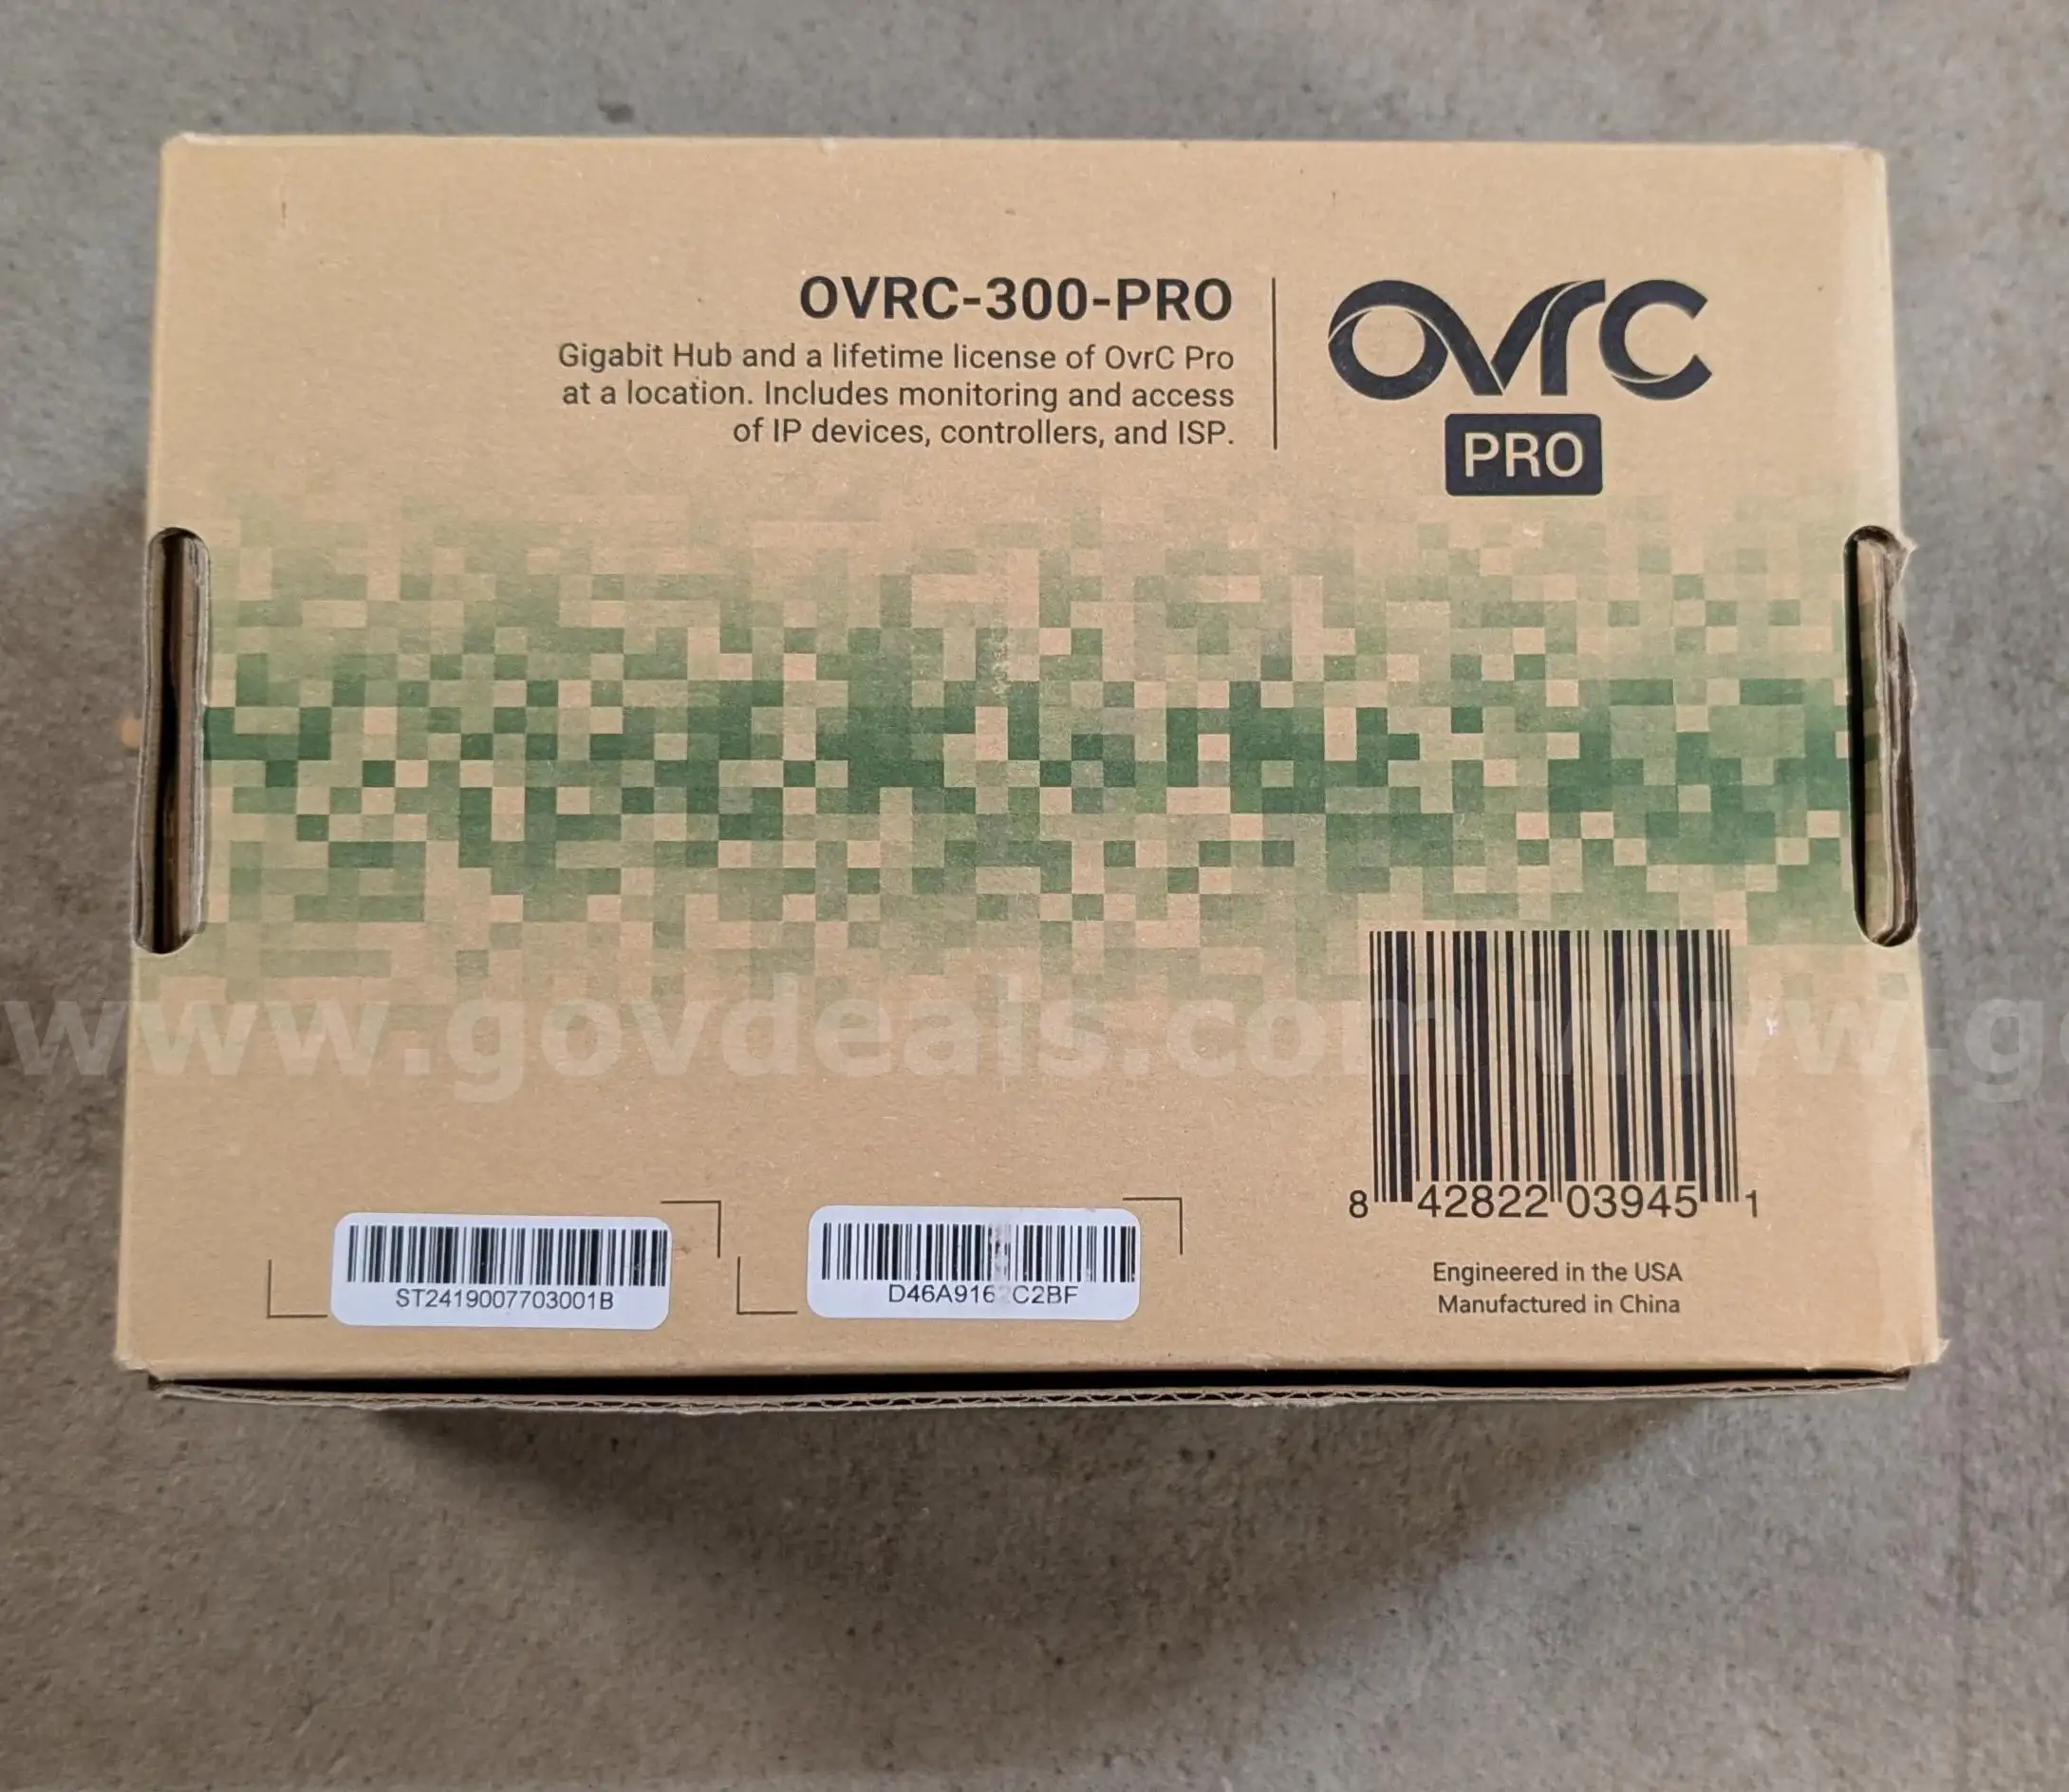 OVRC-300-PRO
Gigabit Hub and a lifetime license of OvrC Pro
at a location. Includes monitoring and access
of IP devices, controllers, and ISP.
ovrc
PRO
www.govdeals.com www.g
8 42822 03945 1
ST2419007703001B
Engineered in the USA
Manufactured in China